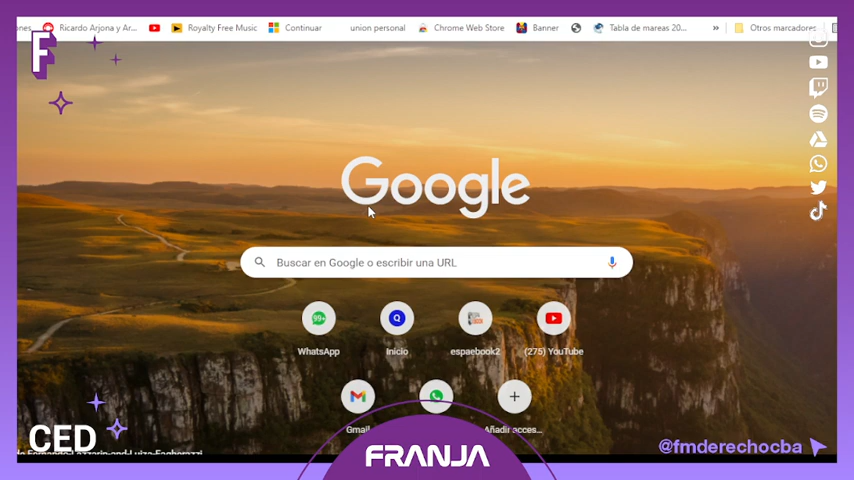 Ricardo Arjona y Ar...
Royalty Free Music
Continuar
union personal
Chrome Web Store
Banner
Tabla de mareas 20...
»
Otros marcadores
F
Google
Buscar en Google o escribir una URL
99+
WhatsApp
Q
Inicio
espaebook2
(275) YouTube
Gmail
Añadir acces...
CED
FRANJA
@fmderechocba